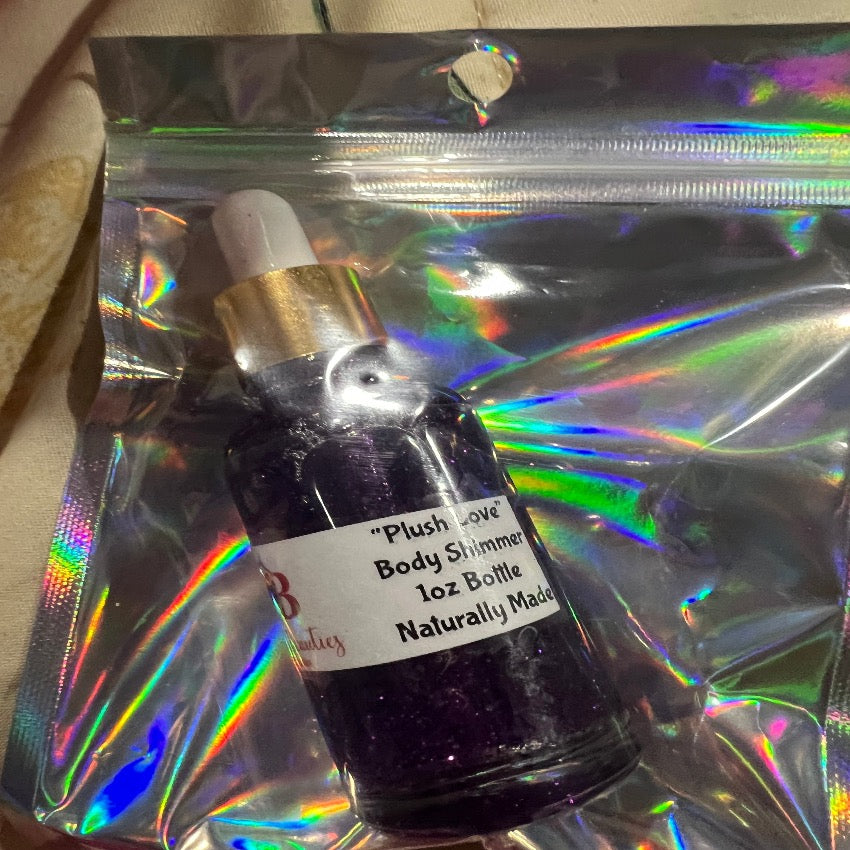 "Plush Love"
Body Shimmer
1oz Bottle
Naturally Made
B